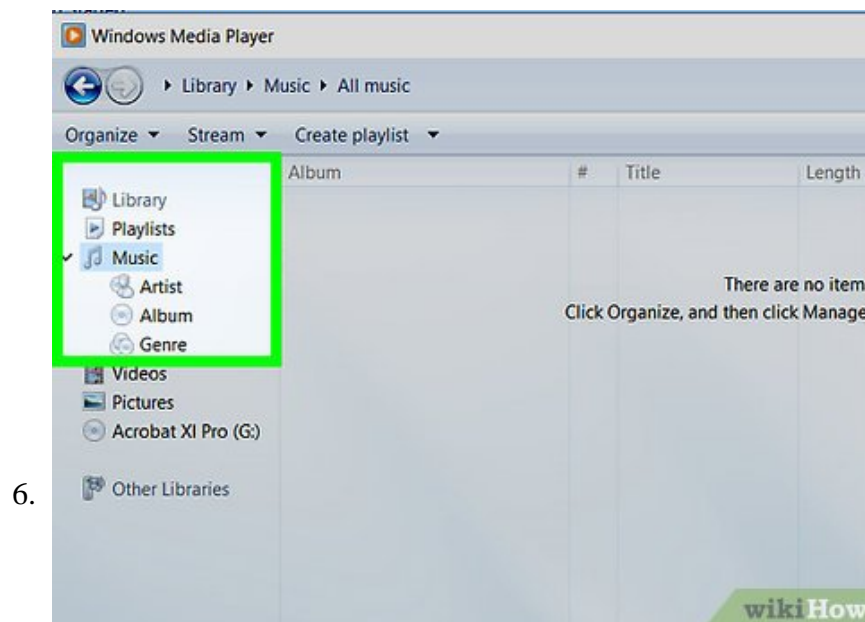 Windows Media Player
Library Music All music
Organize Stream Create playlist
Album # Title Length
Library
Playlists
Music
Artist
Album
Genre
Videos
Pictures
Acrobat XI Pro (G:)
Other Libraries
There are no item
Click Organize, and then click Manage
6.
wikiHow